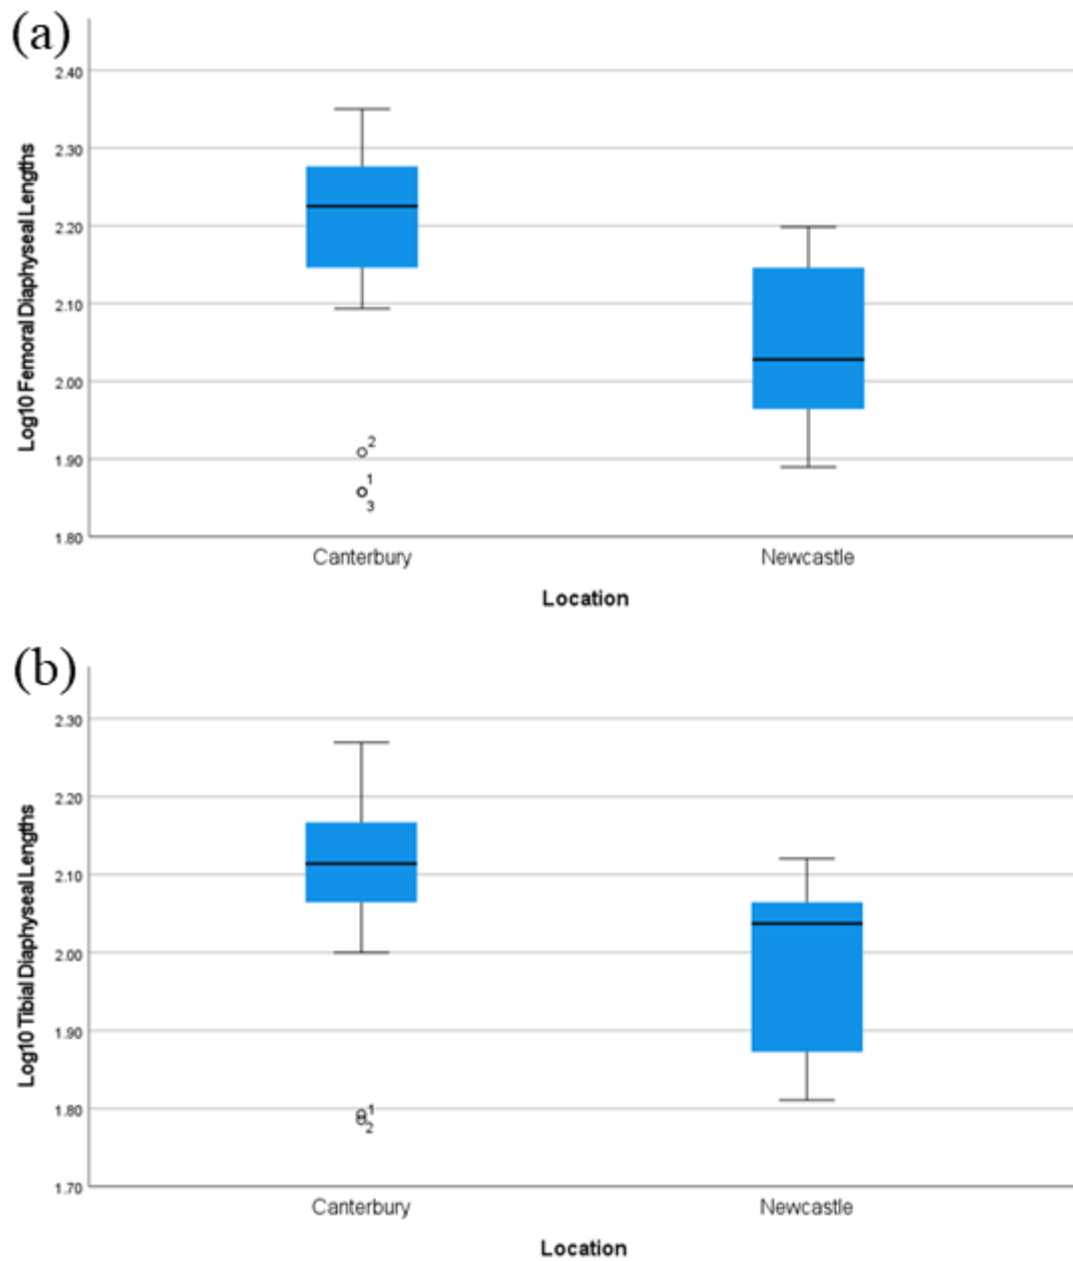 (a)
Log10 Femoral Diaphyseal Lengths
2.40
2.30
2.20
2.10
2.00
1.90
1.80
2
1
3
Canterbury Newcastle
Location
(b)
Log10 Tibial Diaphyseal Lengths
2.30
2.20
2.10
2.00
1.90
1.80
1.70
1
2
Canterbury Newcastle
Location